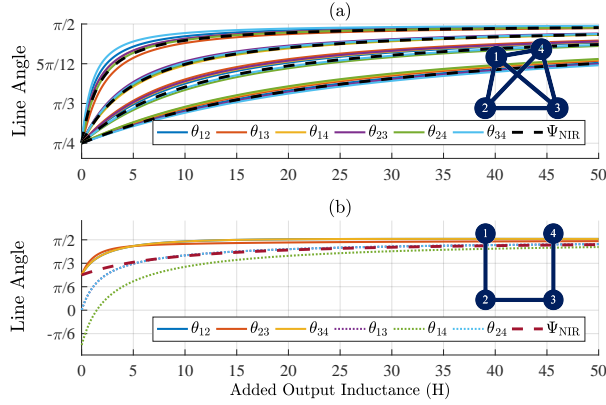 (a)
Line Angle
π/2
5π/12
π/3
π/4
1
4
2
3
θ12 θ13 θ14 θ23 θ24 θ34 ΨNIR
0 5 10 15 20 25 30 35 40 45 50
(b)
Line Angle
π/2
π/3
π/6
0
-π/6
1 4
2 3
θ12 θ23 θ34 θ13 θ14 θ24 ΨNIR
0 5 10 15 20 25 30 35 40 45 50
Added Output Inductance (H)